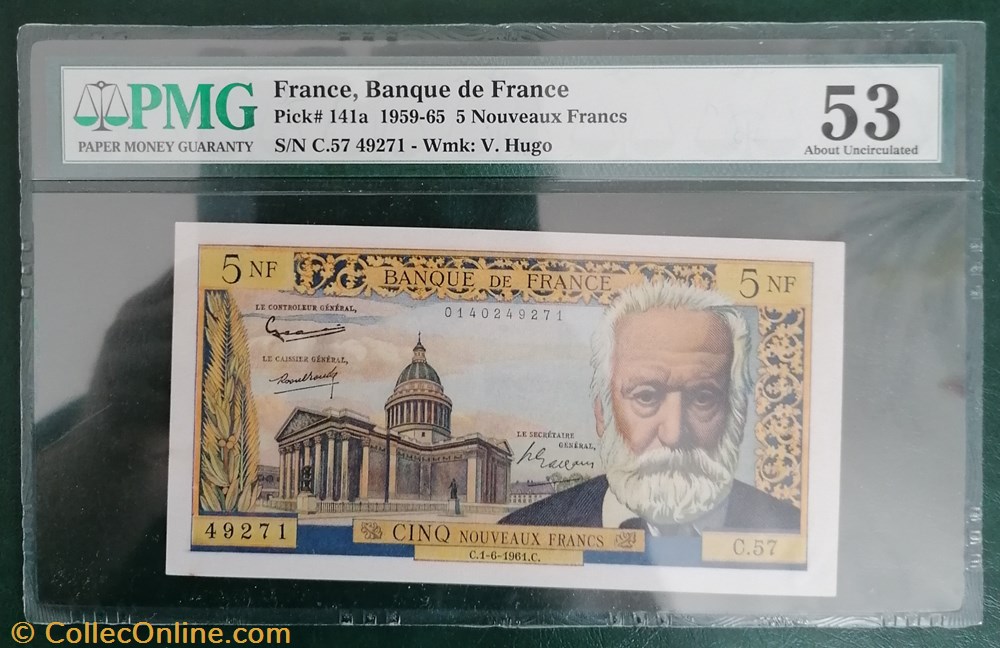 PMG
PAPER MONEY GUARANTY
France, Banque de France
Pick# 141a 1959-65 5 Nouveaux Francs
S/N C.57 49271 - Wmk: V. Hugo
53
About Uncirculated
5 NF
BANQUE DE FRANCE
5 NF
LE CONTROLEUR GÉNÉRAL,
0140249271
LE CAISSIER GÉNÉRAL,
LE SECRÉTAIRE
GÉNÉRAL,
49271
CINQ NOUVEAUX FRANCS
C.57
C.1-6-1961.C.
© CollecOnline.com